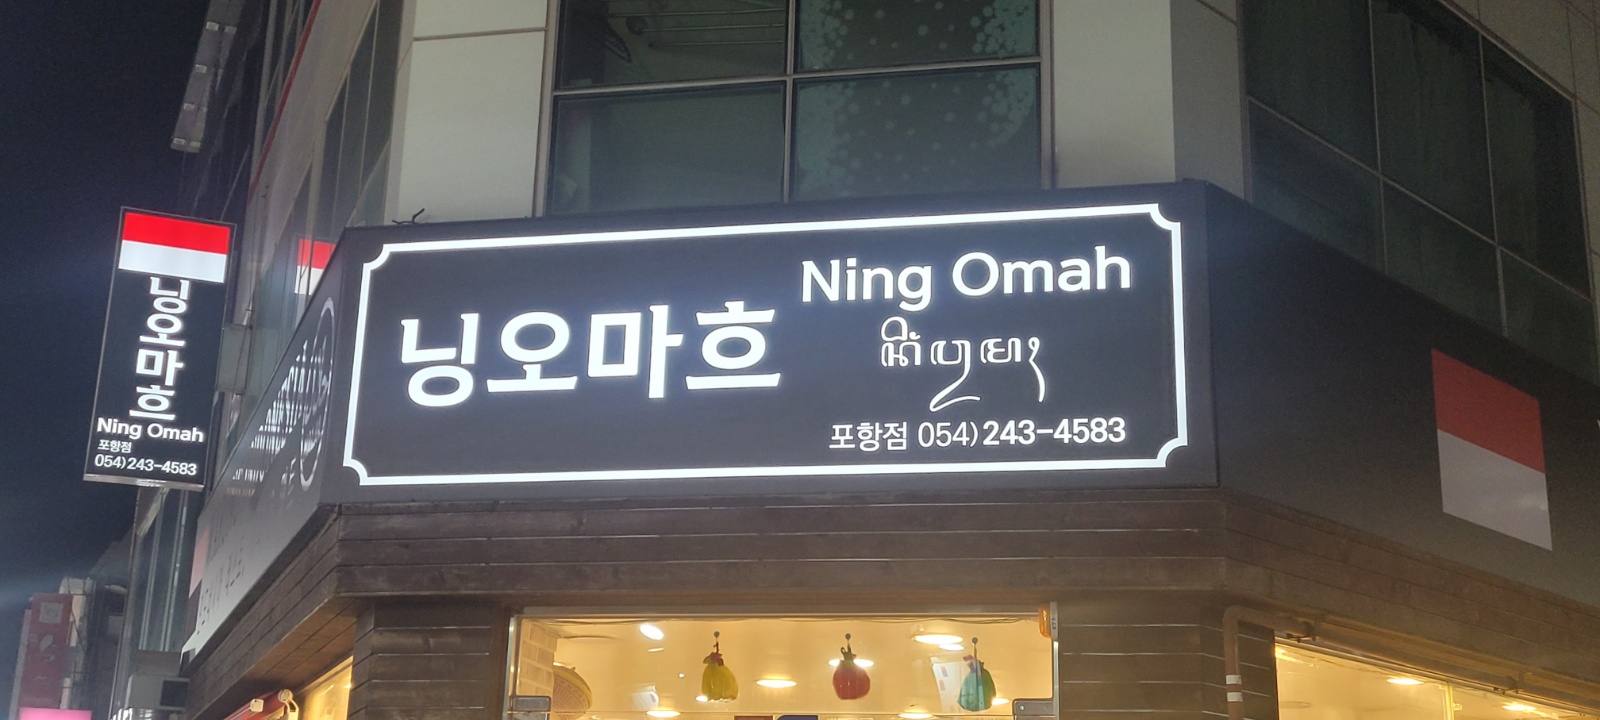 닝오마흐
Ning Omah
포항점
054)243-4583
닝오마흐
Ning Omah
ꦤꦶꦁꦎꦩꦃ
포항점 054)243-4583